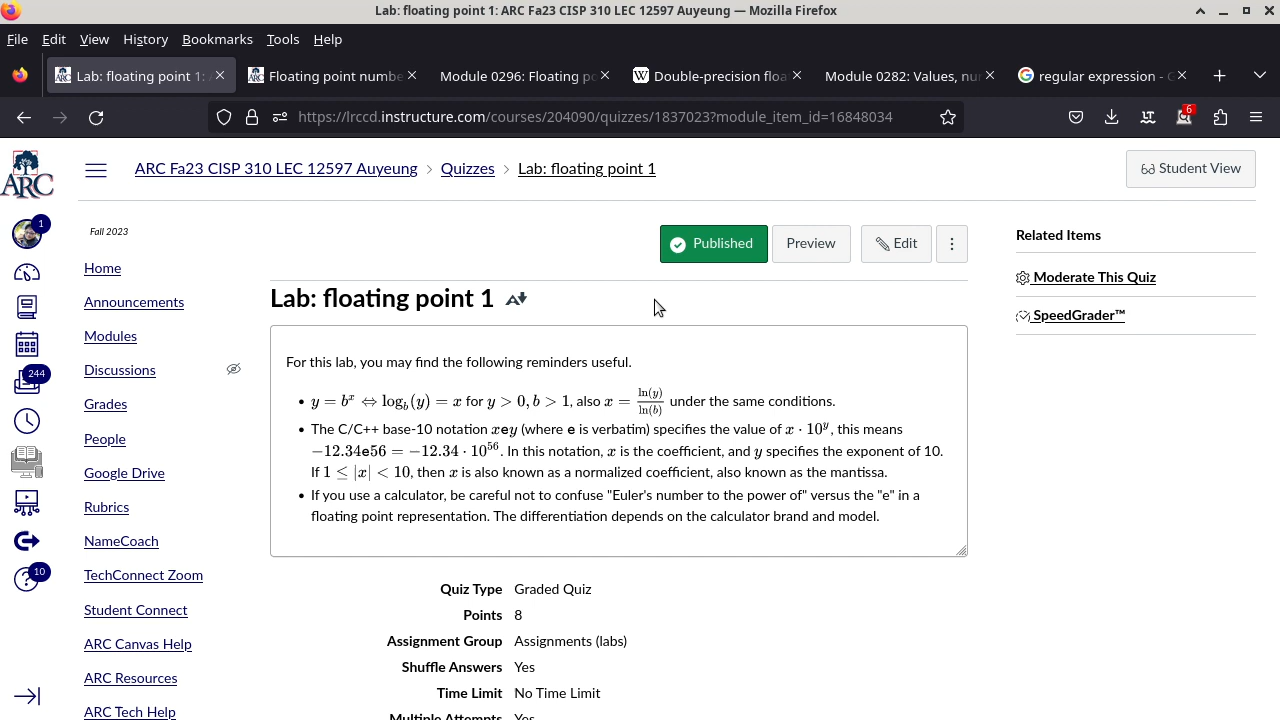 Lab: floating point 1: ARC Fa23 CISP 310 LEC 12597 Auyeung — Mozilla Firefox
File Edit View History Bookmarks Tools Help
Lab: floating point 1: Floating point numbe Module 0296: Floating po Double-precision floa Module 0282: Values, nu regular expression - G
https://lrccd.instructure.com/courses/204090/quizzes/1837023?module_item_id=16848034
6
ARC
ARC Fa23 CISP 310 LEC 12597 Auyeung > Quizzes > Lab: floating point 1
Student View
1
Fall 2023
Published Preview Edit
Related Items
Home
Moderate This Quiz
Lab: floating point 1
Announcements
SpeedGrader™
Modules
For this lab, you may find the following reminders useful.
Discussions
244
Grades
• y = b^x ⇔ log_b(y) = x for y > 0, b > 1, also x = ln(y)/ln(b) under the same conditions.
People
• The C/C++ base-10 notation xey (where e is verbatim) specifies the value of x · 10^y, this means
−12.34e56 = −12.34 · 10^56. In this notation, x is the coefficient, and y specifies the exponent of 10.
Google Drive
If 1 ≤ |x| < 10, then x is also known as a normalized coefficient, also known as the mantissa.
• If you use a calculator, be careful not to confuse "Euler's number to the power of" versus the "e" in a
Rubrics
floating point representation. The differentiation depends on the calculator brand and model.
NameCoach
10
TechConnect Zoom
Quiz Type Graded Quiz
Student Connect
Points 8
ARC Canvas Help
Assignment Group Assignments (labs)
Shuffle Answers Yes
ARC Resources
Time Limit No Time Limit
ARC Tech Help
Multiple Attempts Yes